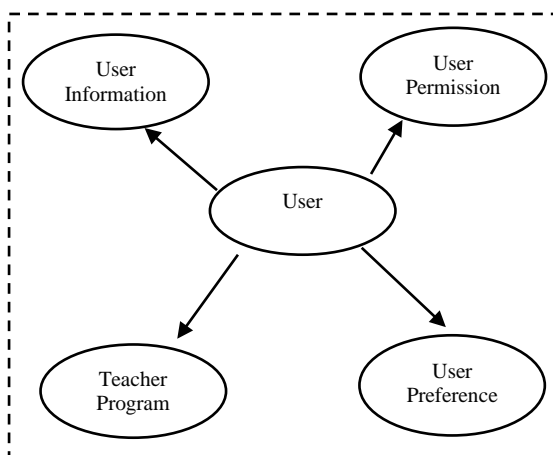 User
Information
User
Permission
User
Teacher
Program
User
Preference